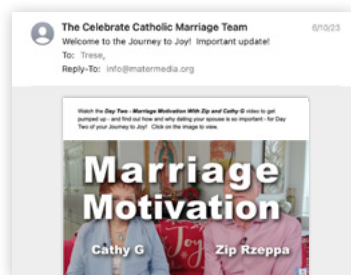 The Celebrate Catholic Marriage Team 6/10/23
Welcome to the Journey to Joy! Important update!
To: Trese,
Reply-To: info@matermedia.org
Watch the Day Two - Marriage Motivation With Zip and Cathy G video to get
pumped up - and find out how and why dating your spouse is so important - for Day
Two of your Journey to Joy! Click on the image to view.
Marriage
Motivation
Cathy G Zip Rzeppa
Joy